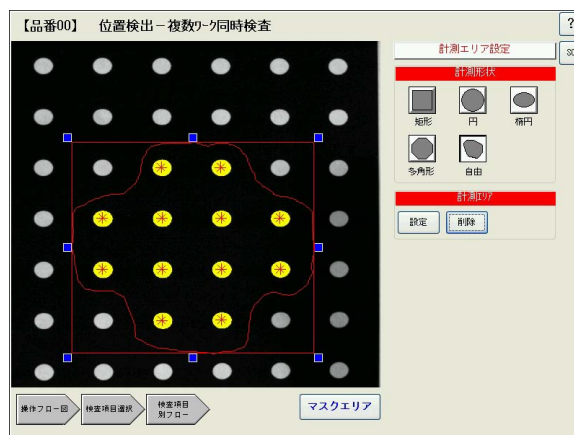 【品番00】 位置検出－複数ワーク同時検査
?
計測エリア設定
計測形状
矩形 円 楕円
多角形 自由
計測エリア
設定 削除
操作フロー図
検査項目選択
検査項目
別フロー
マスクエリア